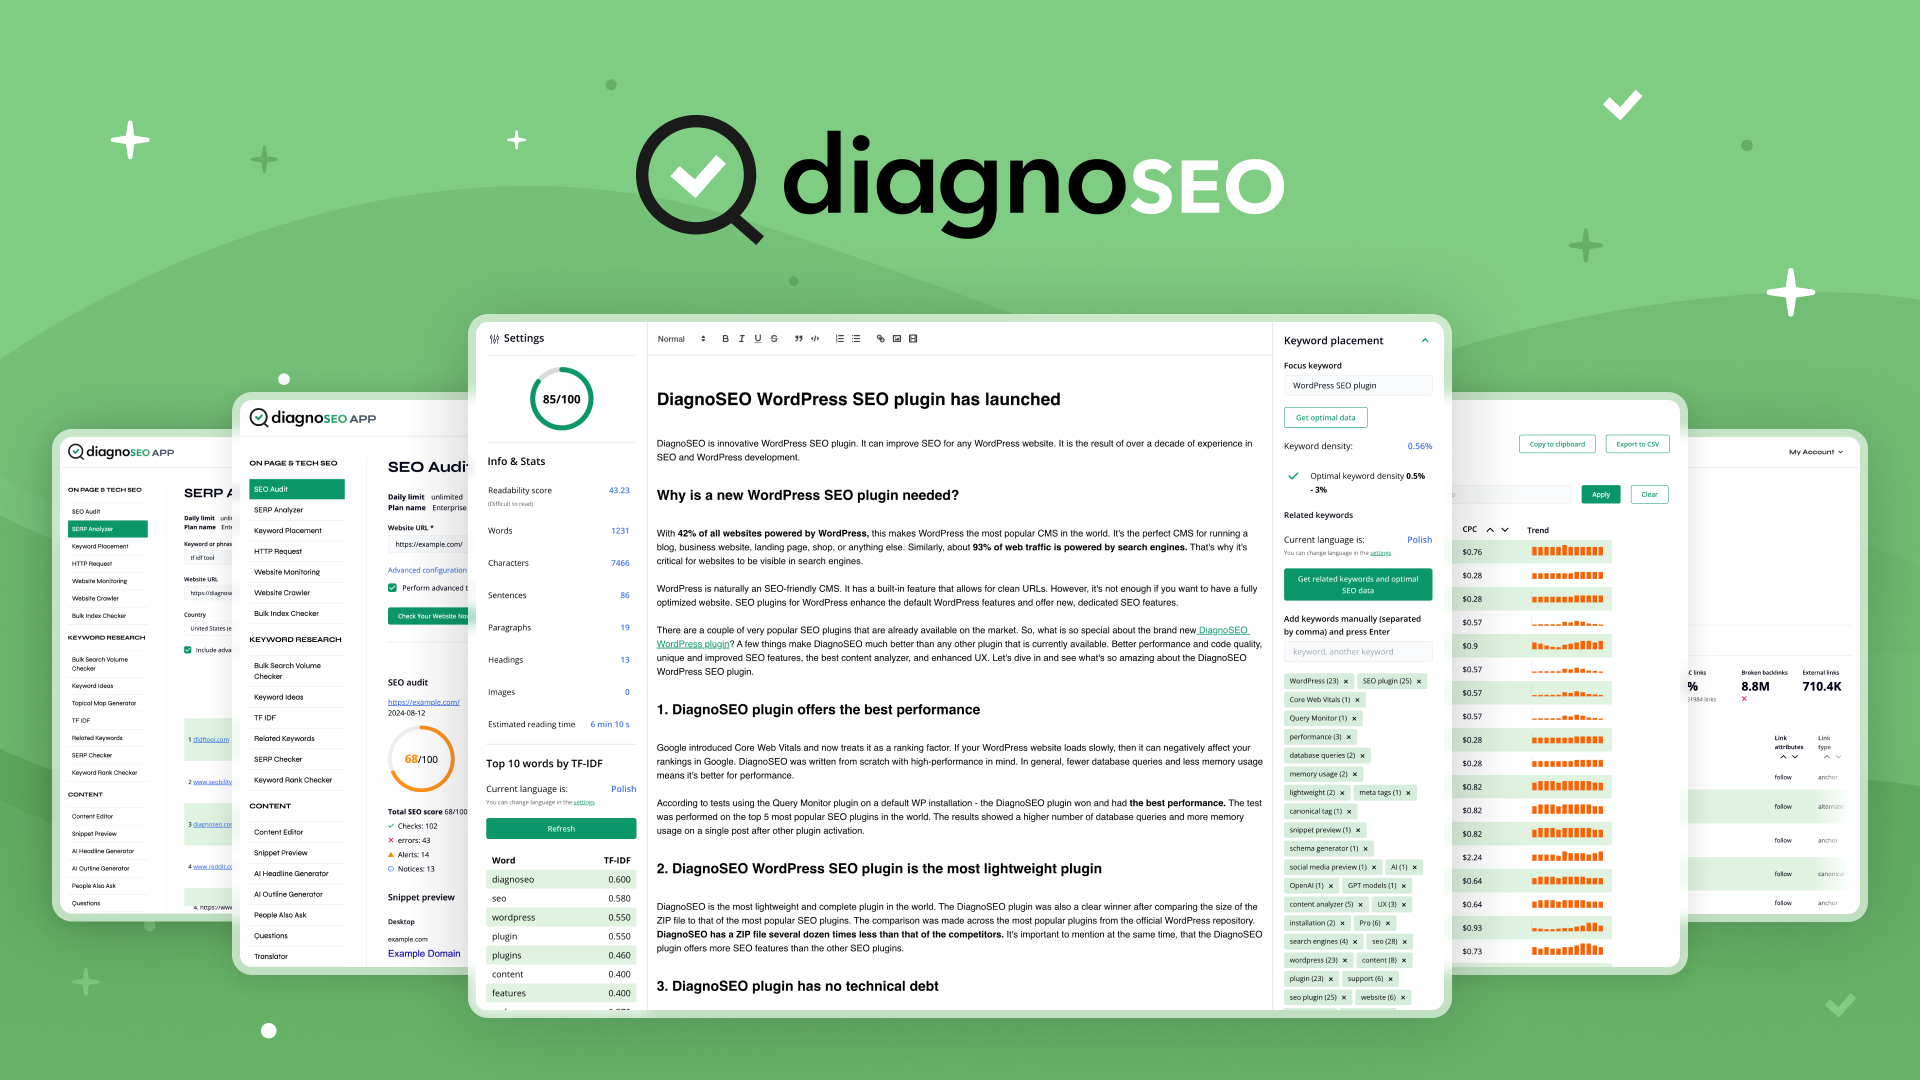 diagnoSEO
diagnoSEO APP
ON PAGE & TECH SEO
SEO Audit
SERP Analyzer
Keyword Placement
HTTP Request
Website Monitoring
Website Crawler
Bulk Index Checker
KEYWORD RESEARCH
Bulk Search Volume
Checker
Keyword Ideas
Topical Map Generator
TF IDF
Related Keywords
SERP Checker
Keyword Rank Checker
CONTENT
Content Editor
Snippet Preview
AI Headline Generator
AI Outline Generator
People Also Ask
Questions
SERP A
Daily limit unli
Plan name Ente
Keyword or phras
tf idf tool
Website URL
https://diagnos
Country
United States (e
Include adva
1 tfidftool.com
2 www.seobility
3 diagnoseo.co
4 www.reddit.c
4. https://ww
diagnoSEO APP
ON PAGE & TECH SEO
SEO Audit
SERP Analyzer
Keyword Placement
HTTP Request
Website Monitoring
Website Crawler
Bulk Index Checker
KEYWORD RESEARCH
Bulk Search Volume
Checker
Keyword Ideas
TF IDF
Related Keywords
SERP Checker
Keyword Rank Checker
CONTENT
Content Editor
Snippet Preview
AI Headline Generator
AI Outline Generator
People Also Ask
Questions
Translator
SEO Audit
Daily limit unlimited
Plan name Enterprise
Website URL *
https://example.com/
Advanced configuration
Perform advanced t
Check Your Website No
SEO audit
https://example.com/
2024-08-12
68/100
Total SEO score 68/100
Checks: 102
errors: 43
Alerts: 14
Notices: 13
Snippet preview
Desktop
example.com
Example Domain
Settings
85/100
Info & Stats
Readability score 43.23
(Difficult to read)
Words 1231
Characters 7466
Sentences 86
Paragraphs 19
Headings 13
Images 0
Estimated reading time 6 min 10 s
Top 10 words by TF-IDF
Current language is: Polish
You can change language in the settings
Refresh
Word TF-IDF
diagnoseo 0.600
seo 0.580
wordpress 0.550
plugin 0.550
plugins 0.460
content 0.400
features 0.400
Normal B I U S
DiagnoSEO WordPress SEO plugin has launched
DiagnoSEO is innovative WordPress SEO plugin. It can improve SEO for any WordPress website. It is the result of over a decade of experience in
SEO and WordPress development.
Why is a new WordPress SEO plugin needed?
With 42% of all websites powered by WordPress, this makes WordPress the most popular CMS in the world. It's the perfect CMS for running a
blog, business website, landing page, shop, or anything else. Similarly, about 93% of web traffic is powered by search engines. That's why it's
critical for websites to be visible in search engines.
WordPress is naturally an SEO-friendly CMS. It has a built-in feature that allows for clean URLs. However, it's not enough if you want to have a fully
optimized website. SEO plugins for WordPress enhance the default WordPress features and offer new, dedicated SEO features.
There are a couple of very popular SEO plugins that are already available on the market. So, what is so special about the brand new DiagnoSEO
WordPress plugin? A few things make DiagnoSEO much better than any other plugin that is currently available. Better performance and code quality,
unique and improved SEO features, the best content analyzer, and enhanced UX. Let's dive in and see what's so amazing about the DiagnoSEO
WordPress SEO plugin.
1. DiagnoSEO plugin offers the best performance
Google introduced Core Web Vitals and now treats it as a ranking factor. If your WordPress website loads slowly, then it can negatively affect your
rankings in Google. DiagnoSEO was written from scratch with high-performance in mind. In general, fewer database queries and less memory usage
means it's better for performance.
According to tests using the Query Monitor plugin on a default WP installation - the DiagnoSEO plugin won and had the best performance. The test
was performed on the top 5 most popular SEO plugins in the world. The results showed a higher number of database queries and more memory
usage on a single post after other plugin activation.
2. DiagnoSEO WordPress SEO plugin is the most lightweight plugin
DiagnoSEO is the most lightweight and complete plugin in the world. The DiagnoSEO plugin was also a clear winner after comparing the size of the
ZIP file to that of the most popular SEO plugins. The comparison was made across the most popular plugins from the official WordPress repository.
DiagnoSEO has a ZIP file several dozen times less than that of the competitors. It's important to mention at the same time, that the DiagnoSEO
plugin offers more SEO features than the other SEO plugins.
3. DiagnoSEO plugin has no technical debt
Keyword placement
Focus keyword
WordPress SEO plugin
Get optimal data
Keyword density: 0.56%
Optimal keyword density 0.5%
- 3%
Related keywords
Current language is: Polish
You can change language in the settings
Get related keywords and optimal
SEO data
Add keywords manually (separated
by comma) and press Enter
keyword, another keyword
WordPress (23) × SEO plugin (25) ×
Core Web Vitals (1) ×
Query Monitor (1) ×
performance (3) ×
database queries (2) ×
memory usage (2) ×
lightweight (2) × meta tags (1) ×
canonical tag (1) ×
snippet preview (1) ×
schema generator (1) ×
social media preview (1) × AI (1) ×
OpenAI (1) × GPT models (1) ×
content analyzer (5) × UX (3) ×
installation (2) × Pro (6) ×
search engines (4) × seo (28) ×
wordpress (23) × content (8) ×
plugin (23) × support (6) ×
seo plugin (25) × website (6) ×
Copy to clipboard Export to CSV
Apply Clear
CPC Trend
$0.76
$0.28
$0.28
$0.57
$0.9
$0.57
$0.57
$0.57
$0.28
$0.28
$0.82
$0.82
$0.82
$2.24
$0.64
$0.64
$0.93
$0.73
My Account
C links Broken backlinks External links
% 8.8M 710.4K
51984 links
Link Link
attributes type
follow anchor
follow alternate
follow anchor
follow canonical
follow anchor